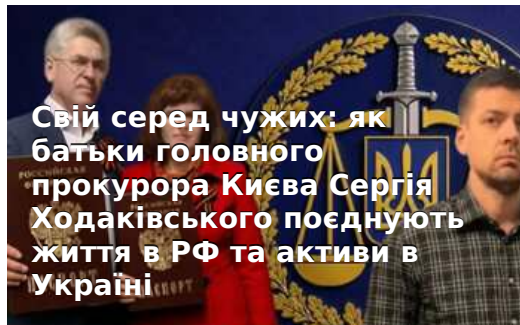 Свій серед чужих: як
батьки головного
прокурора Києва Сергія
Ходаківського поєднують
життя в РФ та активи в
Україні